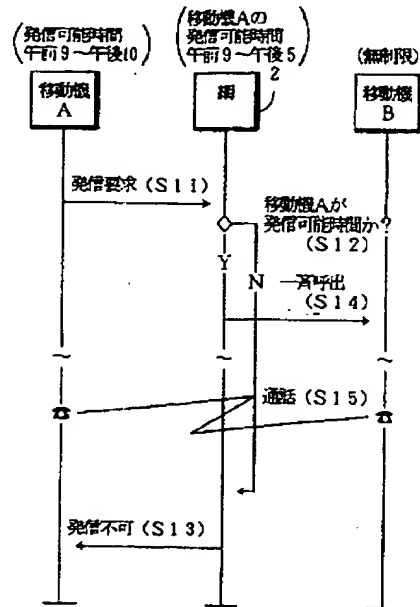 発信可能時間
午前9～午後10
移動機Aの
発信可能時間
午前9～午後5
2
(無制限)
移動機
A
網
移動機
B
発信要求(S11)
移動機Aが
発信可能時間か?
(S12)
Y
N
一斉呼出
(S14)
通話(S15)
発信不可(S13)